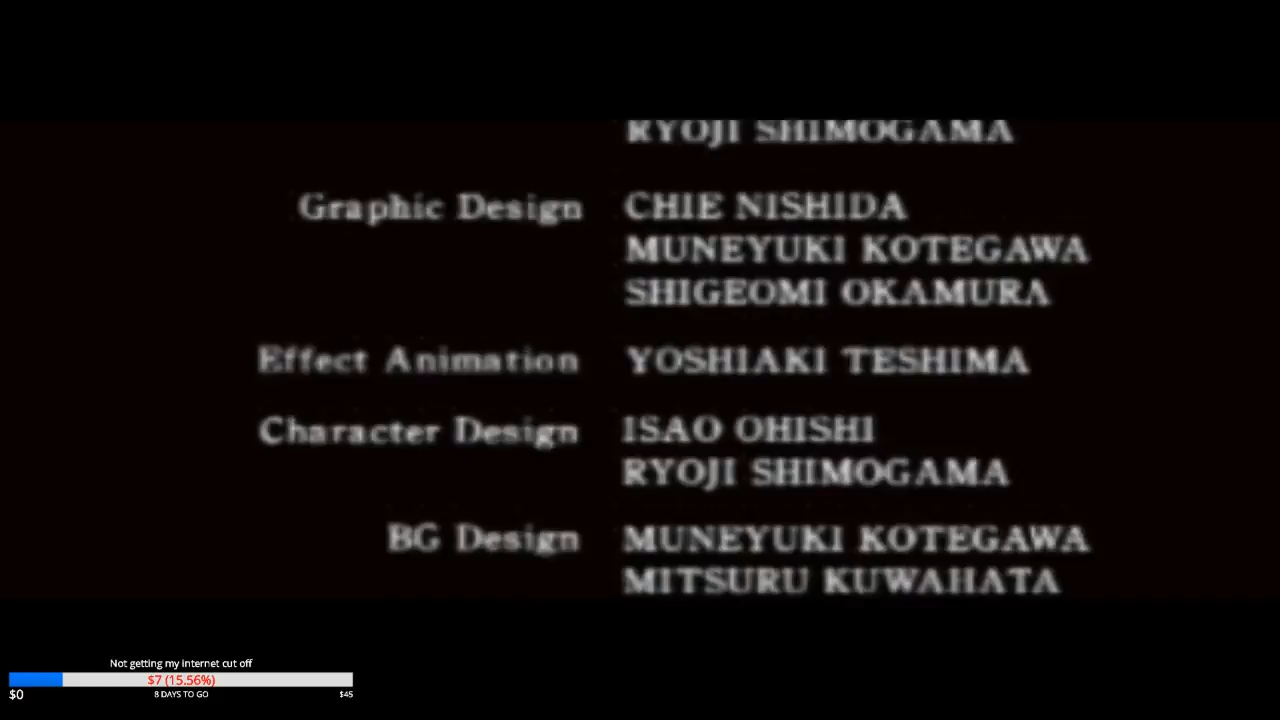 RYOJI SHIMOGAMA
Graphic Design CHIE NISHIDA
MUNEYUKI KOTEGAWA
SHIGEOMI OKAMURA
Effect Animation YOSHIAKI TESHIMA
Character Design ISAO OHISHI
RYOJI SHIMOGAMA
BG Design MUNEYUKI KOTEGAWA
MITSURU KUWAHATA
Not getting my internet cut off
$7 (15.56%)
$0 8 DAYS TO GO $45